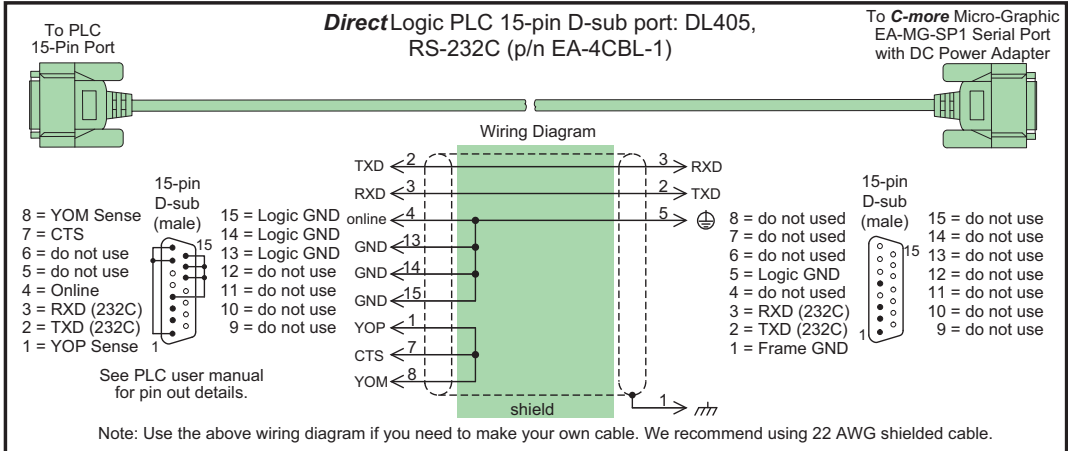 To PLC
15-Pin Port
DirectLogic PLC 15-pin D-sub port: DL405,
RS-232C (p/n EA-4CBL-1)
To C-more Micro-Graphic
EA-MG-SP1 Serial Port
with DC Power Adapter
Wiring Diagram
15-pin
D-sub
(male)
8 = YOM Sense
7 = CTS
6 = do not use
5 = do not use
4 = Online
3 = RXD (232C)
2 = TXD (232C)
1 = YOP Sense
15
1
15 = Logic GND
14 = Logic GND
13 = Logic GND
12 = do not use
11 = do not use
10 = do not use
9 = do not use
See PLC user manual
for pin out details.
TXD 2 3 RXD
RXD 3 2 TXD
online 4 5
GND 13
GND 14
GND 15
YOP 1
CTS 7
YOM 8
1
shield
15-pin
D-sub
(male)
8 = do not used
7 = do not used
6 = do not used
5 = Logic GND
4 = do not used
3 = RXD (232C)
2 = TXD (232C)
1 = Frame GND
15
1
15 = do not use
14 = do not use
13 = do not use
12 = do not use
11 = do not use
10 = do not use
9 = do not use
Note: Use the above wiring diagram if you need to make your own cable. We recommend using 22 AWG shielded cable.